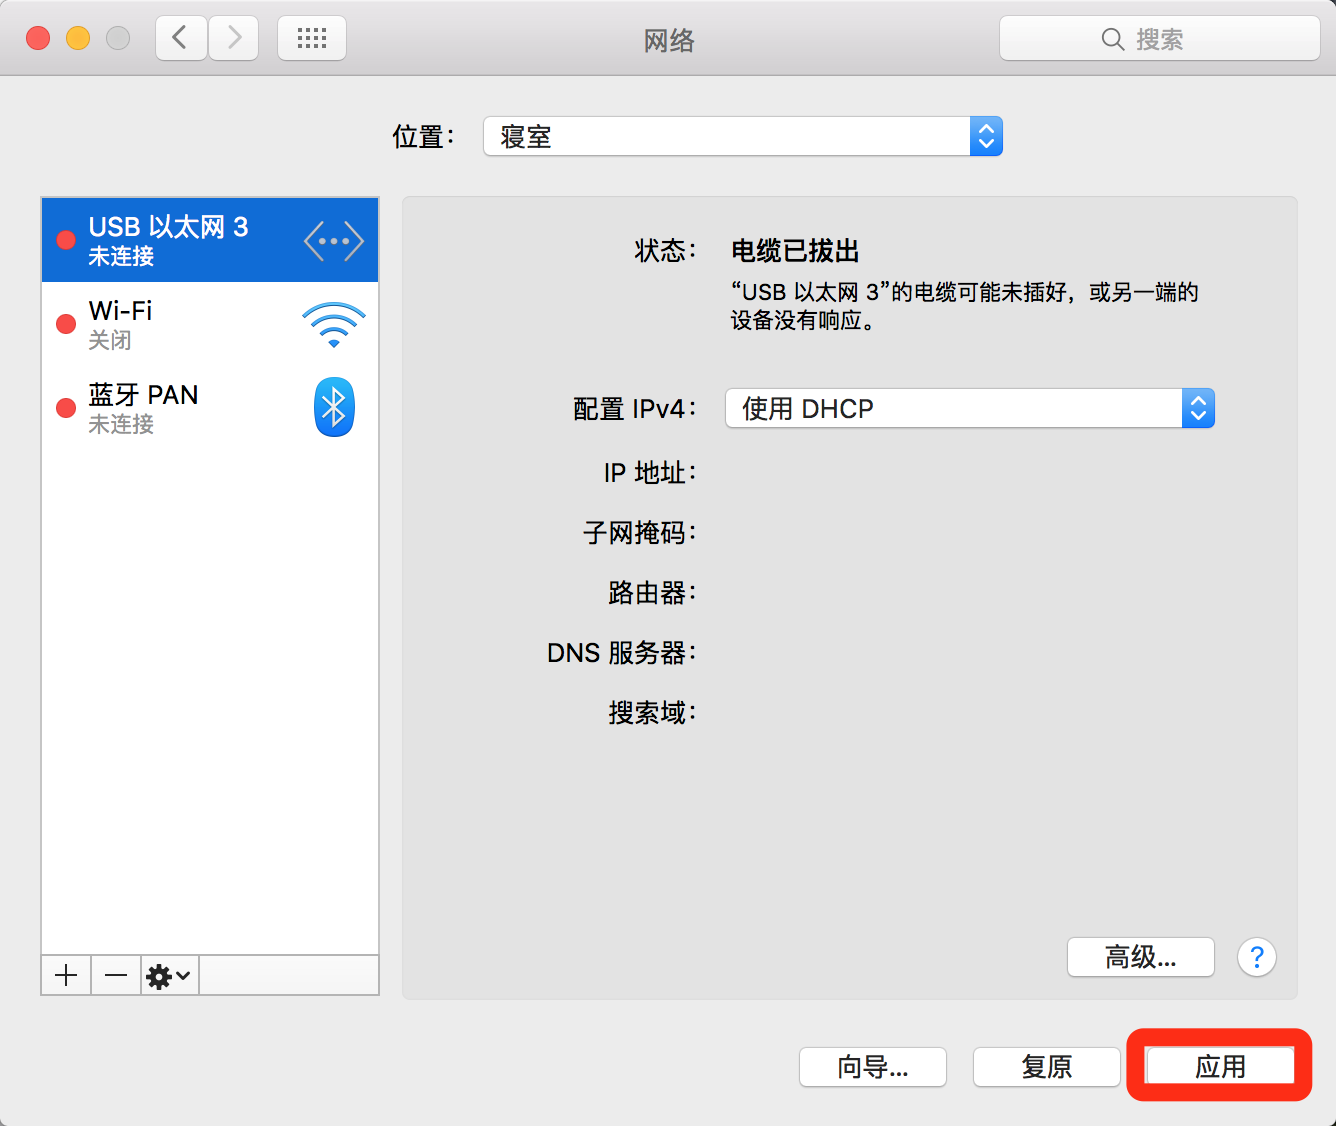 网络
搜索
位置：
寝室
USB 以太网 3
未连接
Wi-Fi
关闭
蓝牙 PAN
未连接
状态：
电缆已拔出
“USB 以太网 3”的电缆可能未插好，或另一端的
设备没有响应。
配置 IPv4：
使用 DHCP
IP 地址：
子网掩码：
路由器：
DNS 服务器：
搜索域：
高级...
?
向导...
复原
应用